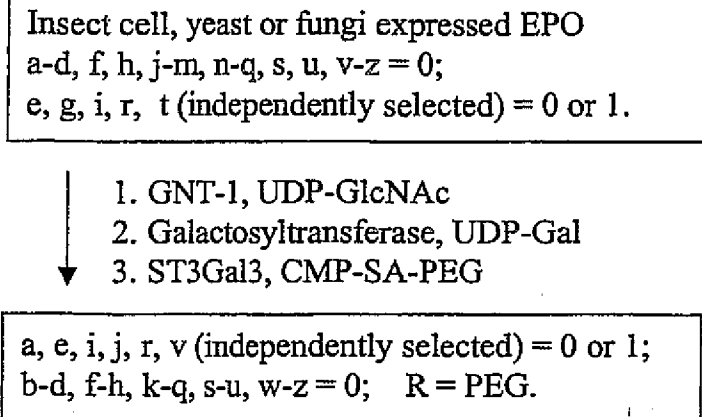 Insect cell, yeast or fungi expressed EPO
a-d, f, h, j-m, n-q, s, u, v-z = 0;
e, g, i, r, t (independently selected) = 0 or 1.
1. GNT-1, UDP-GlcNAc
2. Galactosyltransferase, UDP-Gal
3. ST3Gal3, CMP-SA-PEG
a, e, i, j, r, v (independently selected) = 0 or 1;
b-d, f-h, k-q, s-u, w-z = 0; R = PEG.